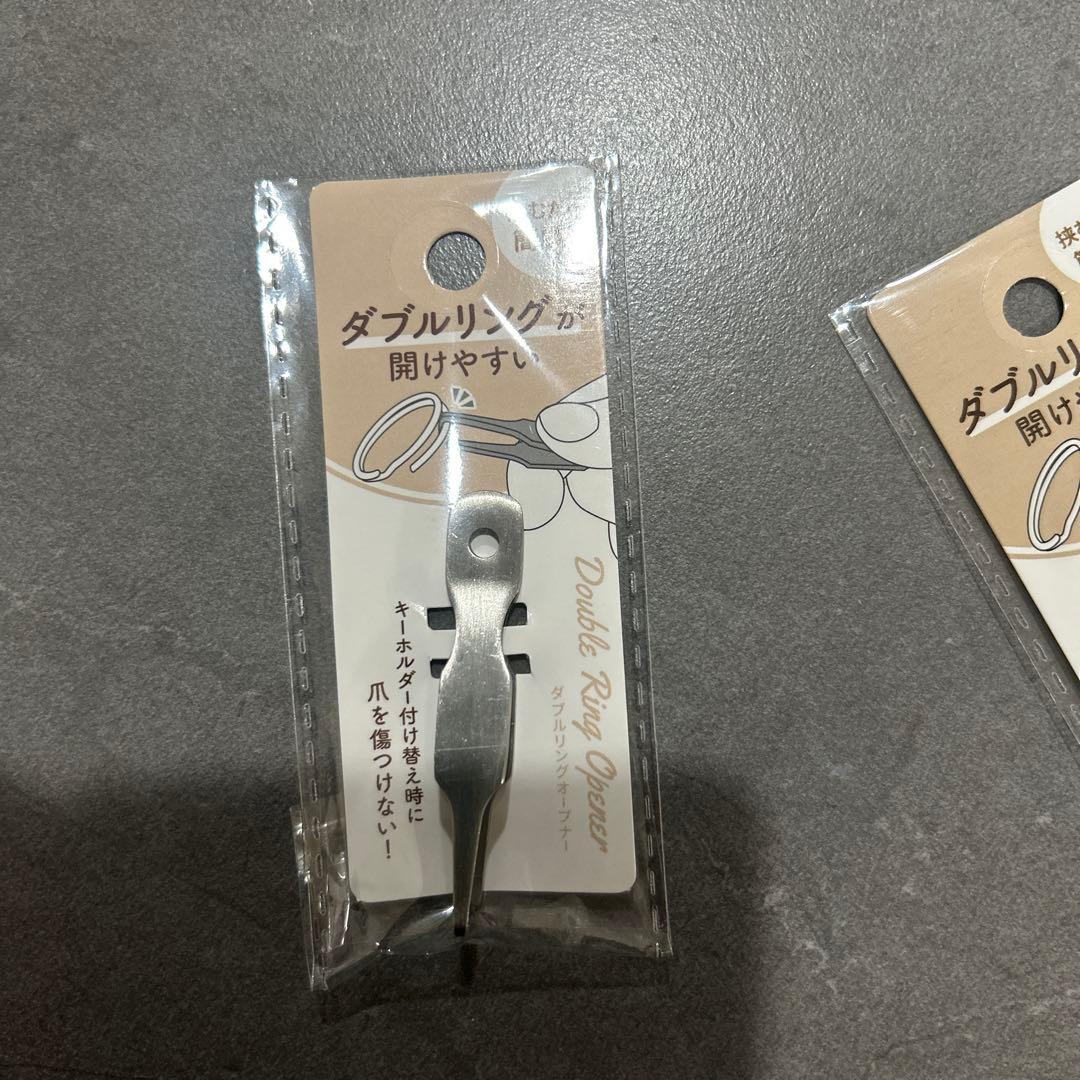 ダブルリングが
開けやすい
キーホルダー付け替え時に
爪を傷つけない！
Double Ring Opener
ダブルリングオープナー
ダブルリ
開け